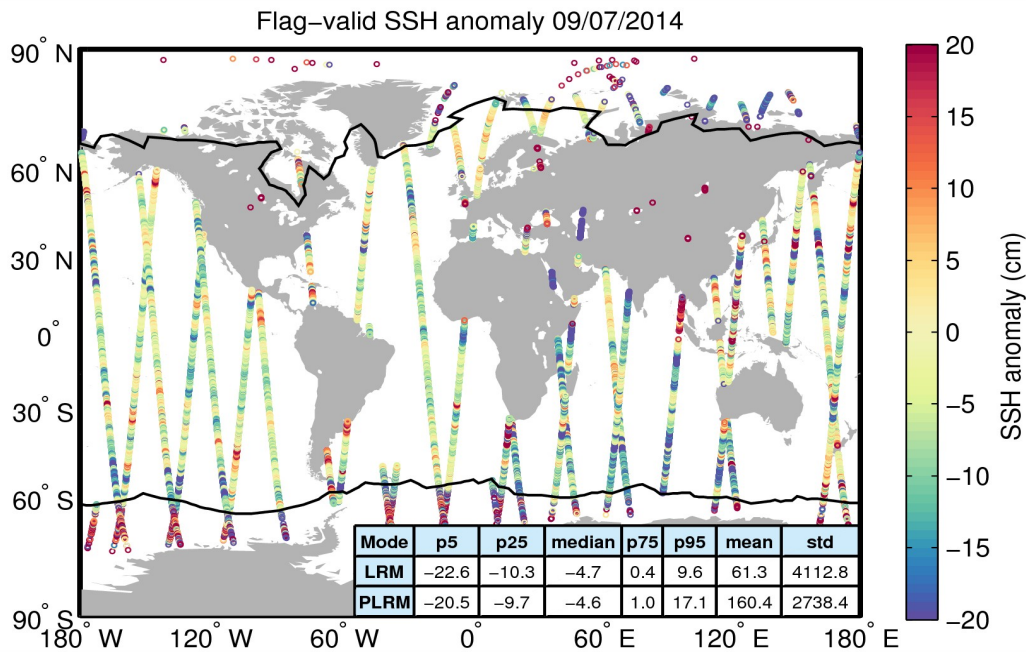 Flag−valid SSH anomaly 09/07/2014
90° N
60° N
30° N
0°
30° S
60° S
90° S
180° W
120° W
60° W
0°
60° E
120° E
180° E
Mode p5 p25 median p75 p95 mean std
LRM −22.6 −10.3 −4.7 0.4 9.6 61.3 4112.8
PLRM −20.5 −9.7 −4.6 1.0 17.1 160.4 2738.4
20
15
10
5
0
−5
−10
−15
−20
SSH anomaly (cm)